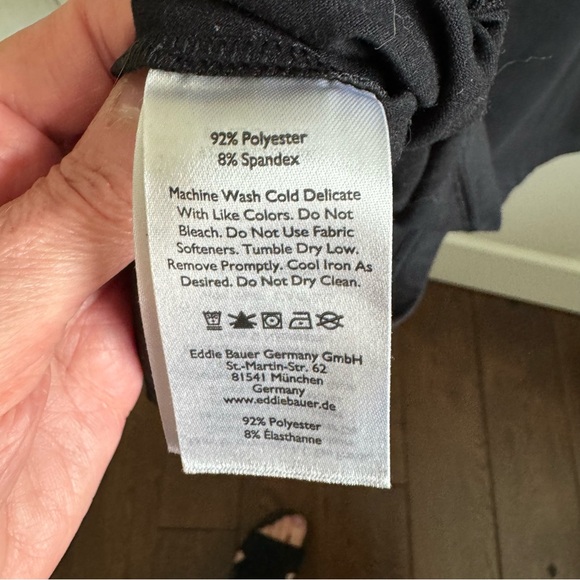 92% Polyester
8% Spandex
Machine Wash Cold Delicate
With Like Colors. Do Not
Bleach. Do Not Use Fabric
Softeners. Tumble Dry Low.
Remove Promptly. Cool Iron As
Desired. Do Not Dry Clean.
Eddie Bauer Germany GmbH
St.-Martin-Str. 62
81541 München
Germany
www.eddiebauer.de
92% Polyester
8% Élasthanne